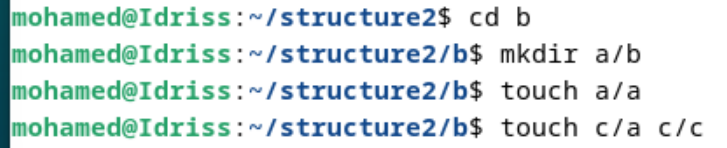 mohamed@Idriss:~/structure2$ cd b
mohamed@Idriss:~/structure2/b$ mkdir a/b
mohamed@Idriss:~/structure2/b$ touch a/a
mohamed@Idriss:~/structure2/b$ touch c/a c/c